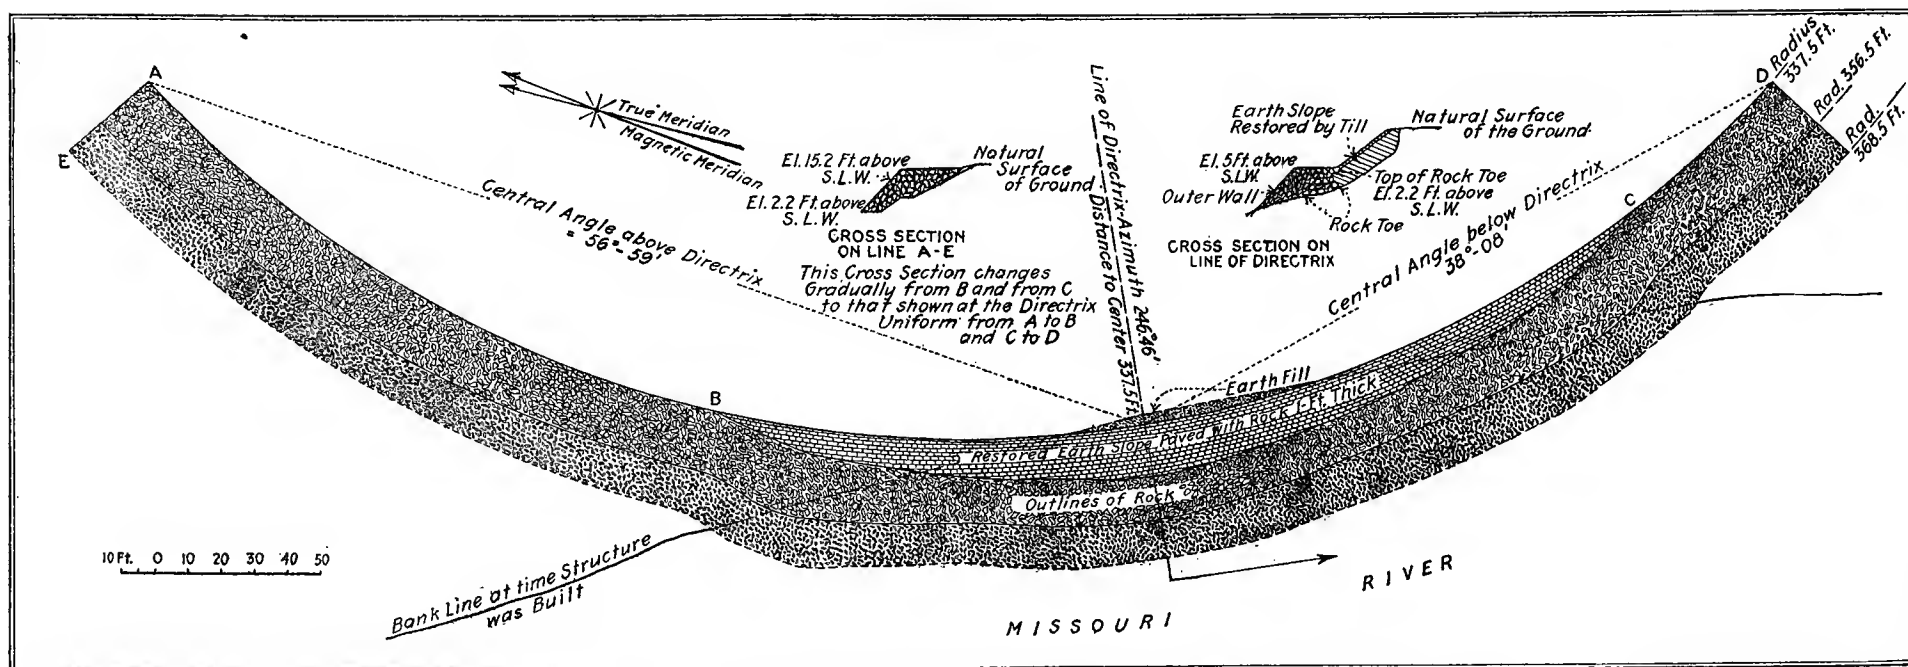 A
E
B
C
D
Radius
337.5 Ft.
Rad. 356.5 Ft.
Rad.
368.5 Ft.
True Meridian
Magnetic Meridian
Central Angle above Directrix
= 56°-59'
El. 15.2 Ft. above
S.L.W.
El. 2.2 Ft. above
S.L.W.
Natural
Surface
of Ground
CROSS SECTION
ON LINE A-E
This Cross Section changes
Gradually from B and from C
to that shown at the Directrix
Uniform from A to B
and C to D
Line of Directrix-Azimuth 246°46'
Distance to Center 337.5 Ft.
Earth Slope
Restored by Till
Natural Surface
of the Ground
El. 5 Ft. above
S.L.W.
Outer Wall
Top of Rock Toe
El. 2.2 Ft. above
S.L.W.
Rock Toe
CROSS SECTION ON
LINE OF DIRECTRIX
Central Angle below Directrix
38°-08'
Earth Fill
Restored Earth Slope Paved with Rock 1-Ft. Thick
Outlines of Rock
10 Ft. 0 10 20 30 40 50
Bank Line at time Structure
was Built
MISSOURI RIVER